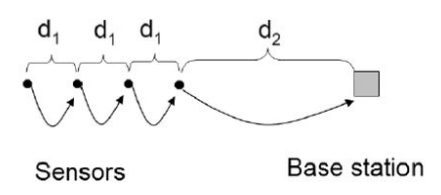 d₁ d₁ d₁ d₂
Sensors Base station